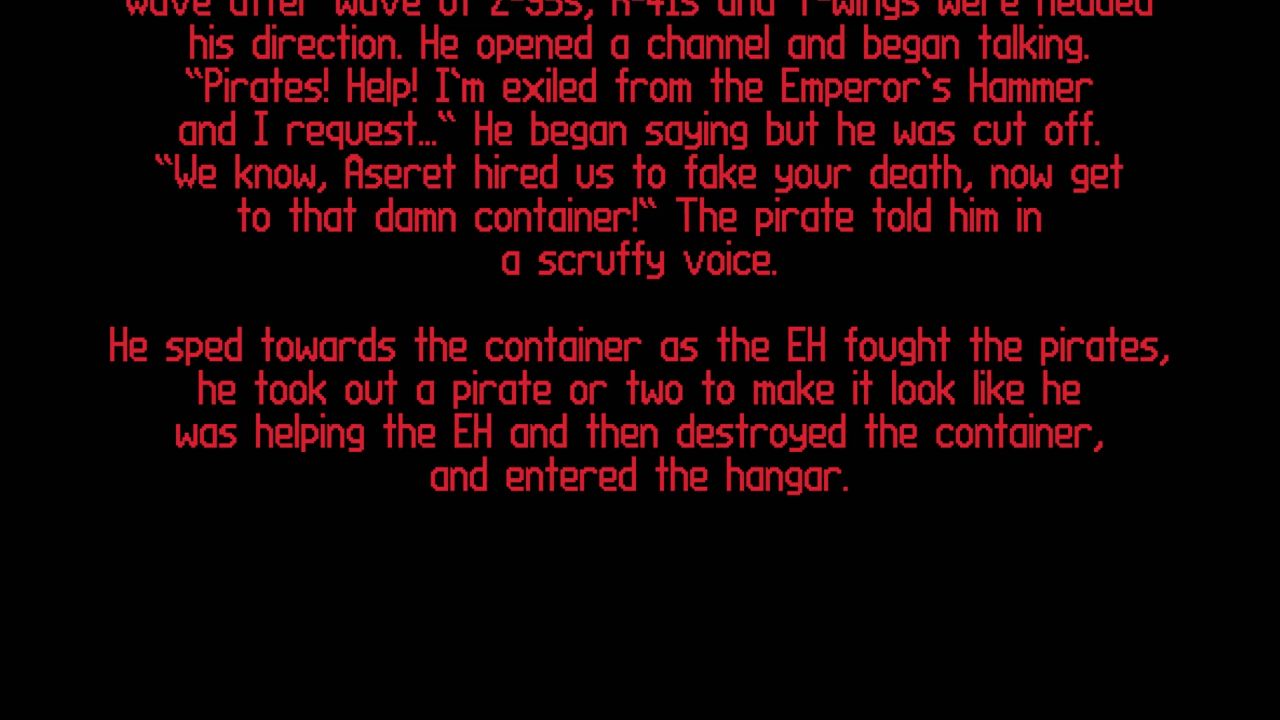 wave after wave of Z-95s, R-41s and T-wings were headed
his direction. He opened a channel and began talking.
``Pirates! Help! I`m exiled from the Emperor`s Hammer
and I request...`` He began saying but he was cut off.
``We know, Aseret hired us to fake your death, now get
to that damn container!`` The pirate told him in
a scruffy voice.
He sped towards the container as the EH fought the pirates,
he took out a pirate or two to make it look like he
was helping the EH and then destroyed the container,
and entered the hangar.